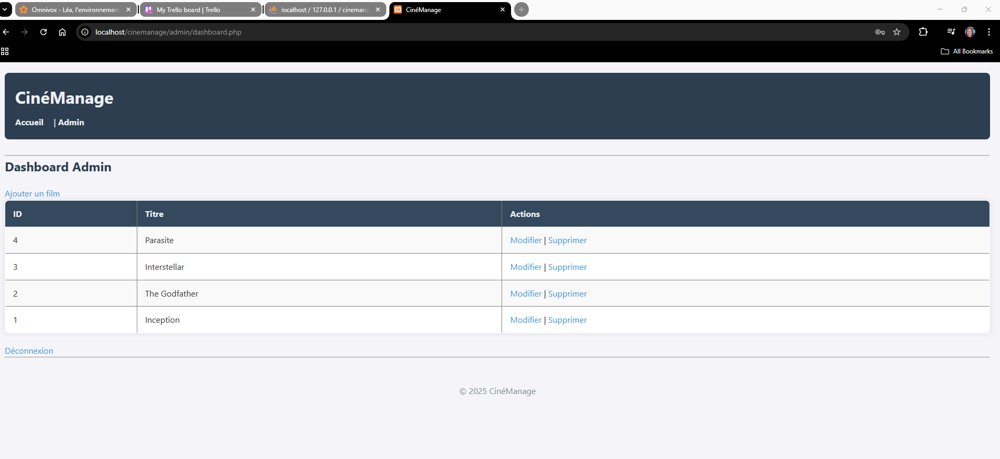 Omnivox - Léa, l'environnemen
My Trello board | Trello
localhost / 127.0.0.1 / cinemana
CinéManage
localhost/cinemanage/admin/dashboard.php
All Bookmarks
CinéManage
Accueil | Admin
Dashboard Admin
Ajouter un film
ID Titre Actions
4 Parasite Modifier | Supprimer
3 Interstellar Modifier | Supprimer
2 The Godfather Modifier | Supprimer
1 Inception Modifier | Supprimer
Déconnexion
© 2025 CinéManage